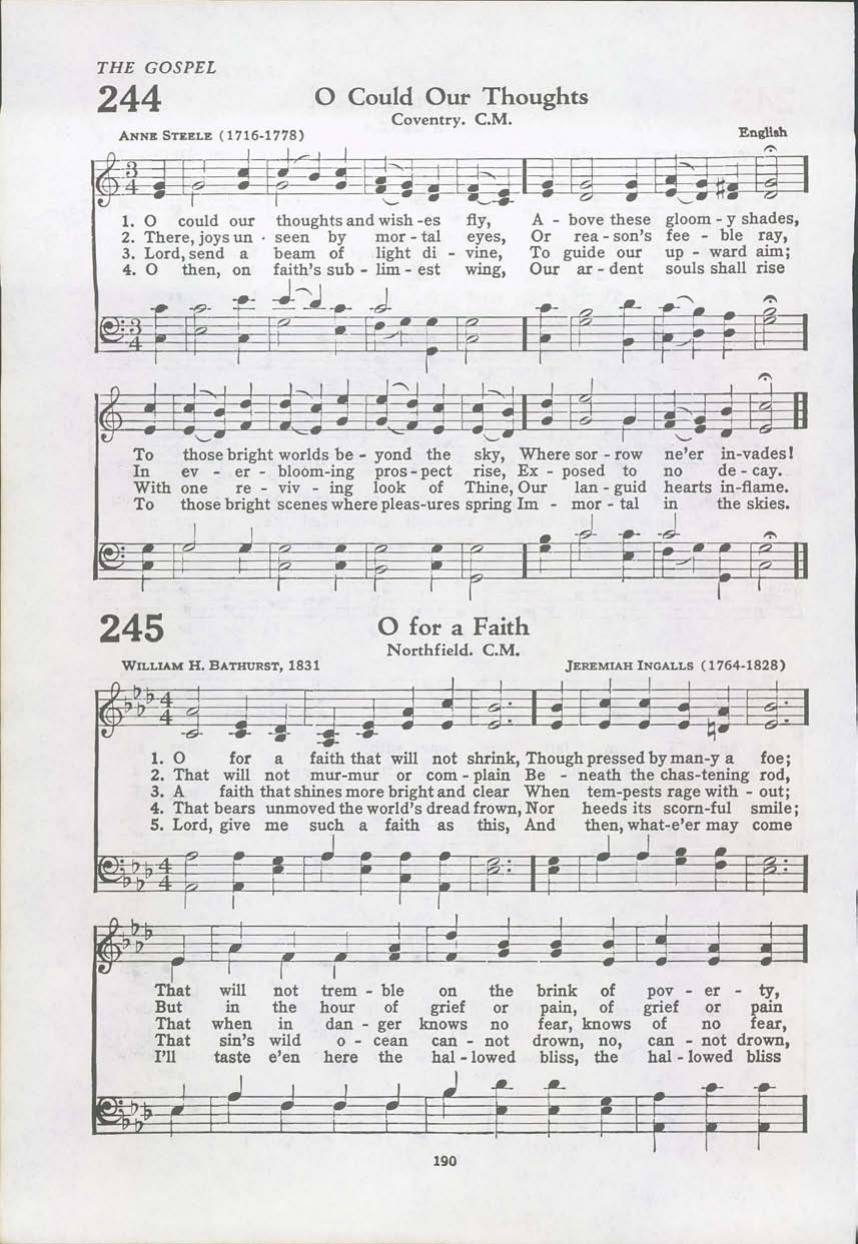 THE GOSPEL
244 O Could Our Thoughts
Coventry. C.M.
ANNE STEELE (1716-1778) English
3 4
1. O could our thoughts and wish - es fly, A - bove these gloom - y shades,
2. There, joys un - seen by mor - tal eyes, Or rea - son's fee - ble ray,
3. Lord, send a beam of light di - vine, To guide our up - ward aim;
4. O then, on faith's sub - lim - est wing, Our ar - dent souls shall rise
3 4
To those bright worlds be - yond the sky, Where sor - row ne'er in-vades!
In ev - er - bloom-ing pros - pect rise, Ex - posed to no de - cay.
With one re - viv - ing look of Thine, Our lan - guid hearts in-flame.
To those bright scenes where pleas-ures spring Im - mor - tal in the skies.
245 O for a Faith
Northfield. C.M.
WILLIAM H. BATHURST, 1831 JEREMIAH INGALLS (1764-1828)
4 4
1. O for a faith that will not shrink, Though pressed by man-y a foe;
2. That will not mur-mur or com - plain Be - neath the chas-tening rod,
3. A faith that shines more bright and clear When tem-pests rage with - out;
4. That bears unmoved the world's dread frown, Nor heeds its scorn-ful smile;
5. Lord, give me such a faith as this, And then, what-e'er may come
4 4
That will not trem - ble on the brink of pov - er - ty,
But in the hour of grief or pain, of grief or pain
That when in dan - ger knows no fear, knows of no fear,
That sin's wild o - cean can - not drown, no, can - not drown,
I'll taste e'en here the hal - lowed bliss, the hal - lowed bliss
190